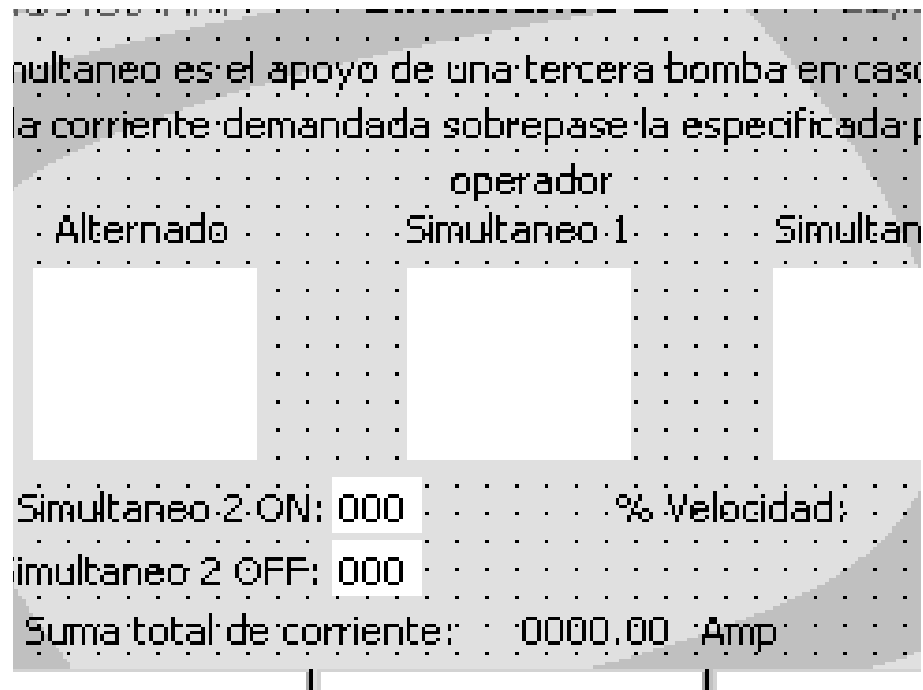 multaneo es el apoyo de una tercera bomba en caso
la corriente demandada sobrepase la especificada p
operador
Alternado Simultaneo 1 Simultan
Simultaneo 2 ON: 000 % Velocidad:
imultaneo 2 OFF: 000
Suma total de corriente: 0000.00 Amp